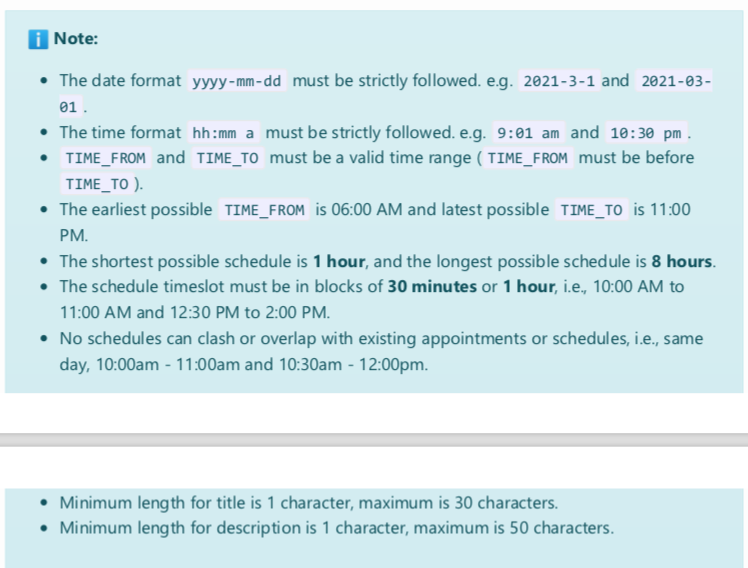 Note:
• The date format yyyy-mm-dd must be strictly followed. e.g. 2021-3-1 and 2021-03-
01 .
• The time format hh:mm a must be strictly followed. e.g. 9:01 am and 10:30 pm .
• TIME_FROM and TIME_TO must be a valid time range ( TIME_FROM must be before
TIME_TO ).
• The earliest possible TIME_FROM is 06:00 AM and latest possible TIME_TO is 11:00
PM.
• The shortest possible schedule is 1 hour, and the longest possible schedule is 8 hours.
• The schedule timeslot must be in blocks of 30 minutes or 1 hour, i.e., 10:00 AM to
11:00 AM and 12:30 PM to 2:00 PM.
• No schedules can clash or overlap with existing appointments or schedules, i.e., same
day, 10:00am - 11:00am and 10:30am - 12:00pm.
• Minimum length for title is 1 character, maximum is 30 characters.
• Minimum length for description is 1 character, maximum is 50 characters.